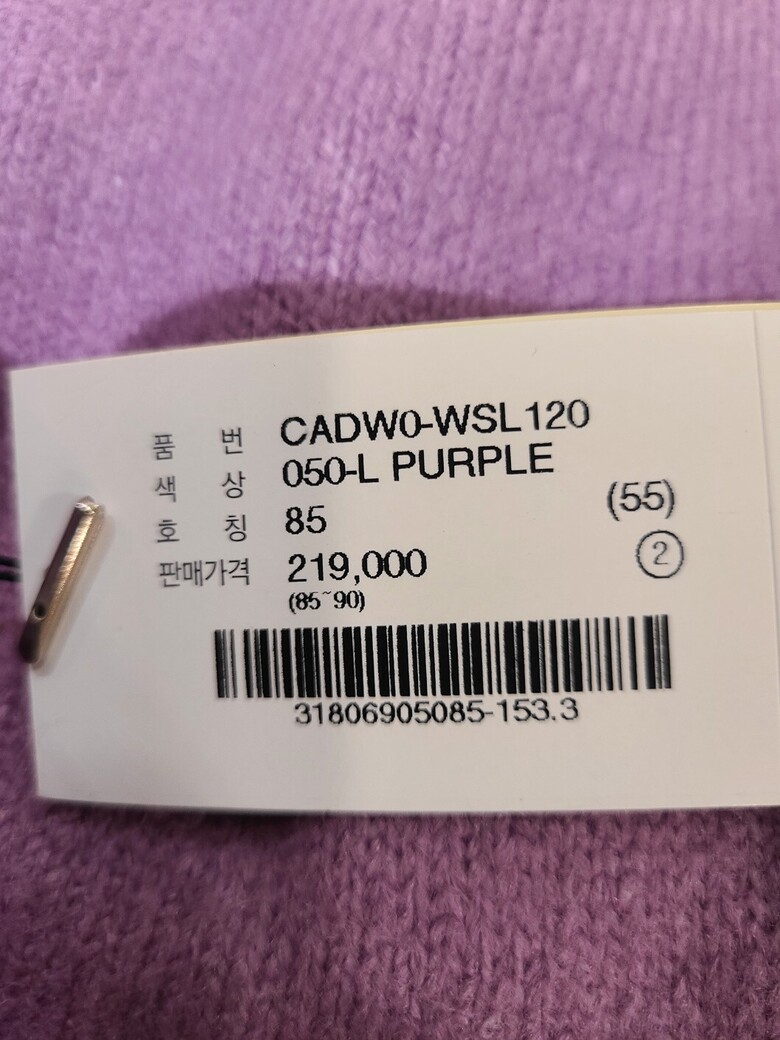 품 번 CADW0-WSL120
색 상 050-L PURPLE
호 칭 85 (55)
판매가격 219,000 ②
(85~90)
31806905085-153.3